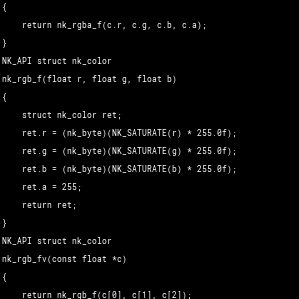 {
    return nk_rgba_f(c.r, c.g, c.b, c.a);
}
NK_API struct nk_color
nk_rgb_f(float r, float g, float b)
{
    struct nk_color ret;
    ret.r = (nk_byte)(NK_SATURATE(r) * 255.0f);
    ret.g = (nk_byte)(NK_SATURATE(g) * 255.0f);
    ret.b = (nk_byte)(NK_SATURATE(b) * 255.0f);
    ret.a = 255;
    return ret;
}
NK_API struct nk_color
nk_rgb_fv(const float *c)
{
    return nk_rgb_f(c[0], c[1], c[2]);